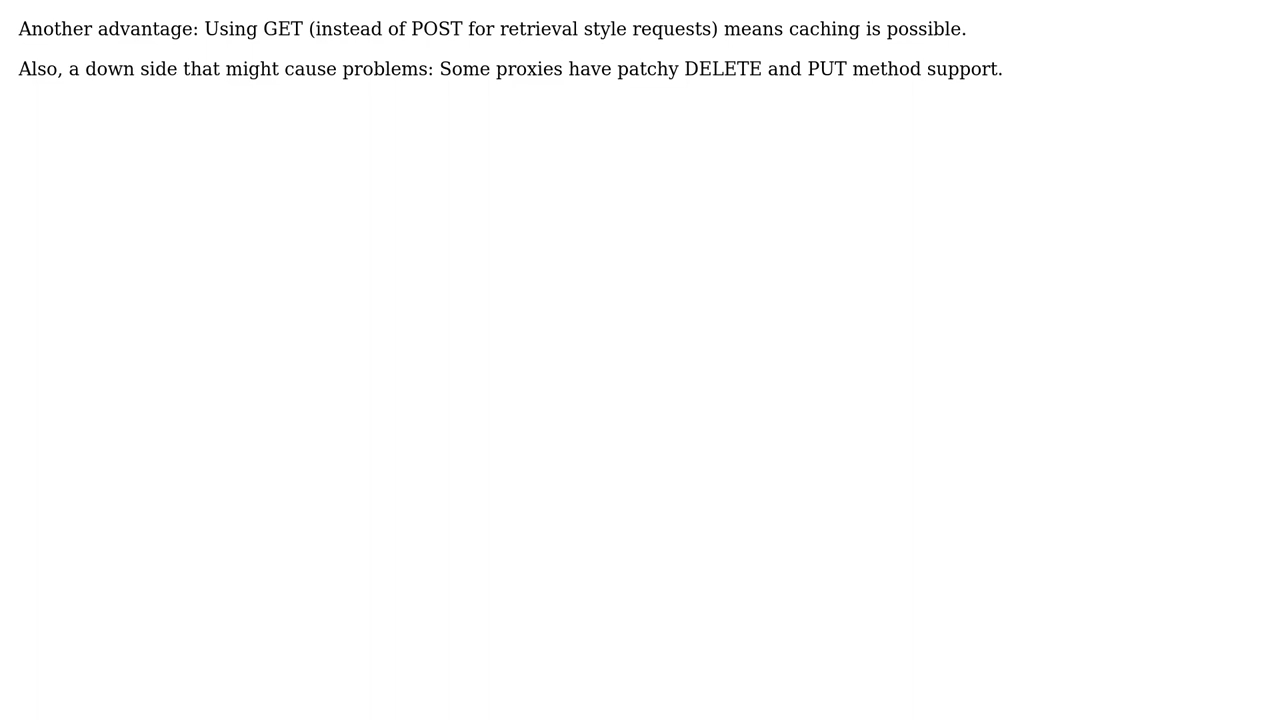 Another advantage: Using GET (instead of POST for retrieval style requests) means caching is possible.
Also, a down side that might cause problems: Some proxies have patchy DELETE and PUT method support.